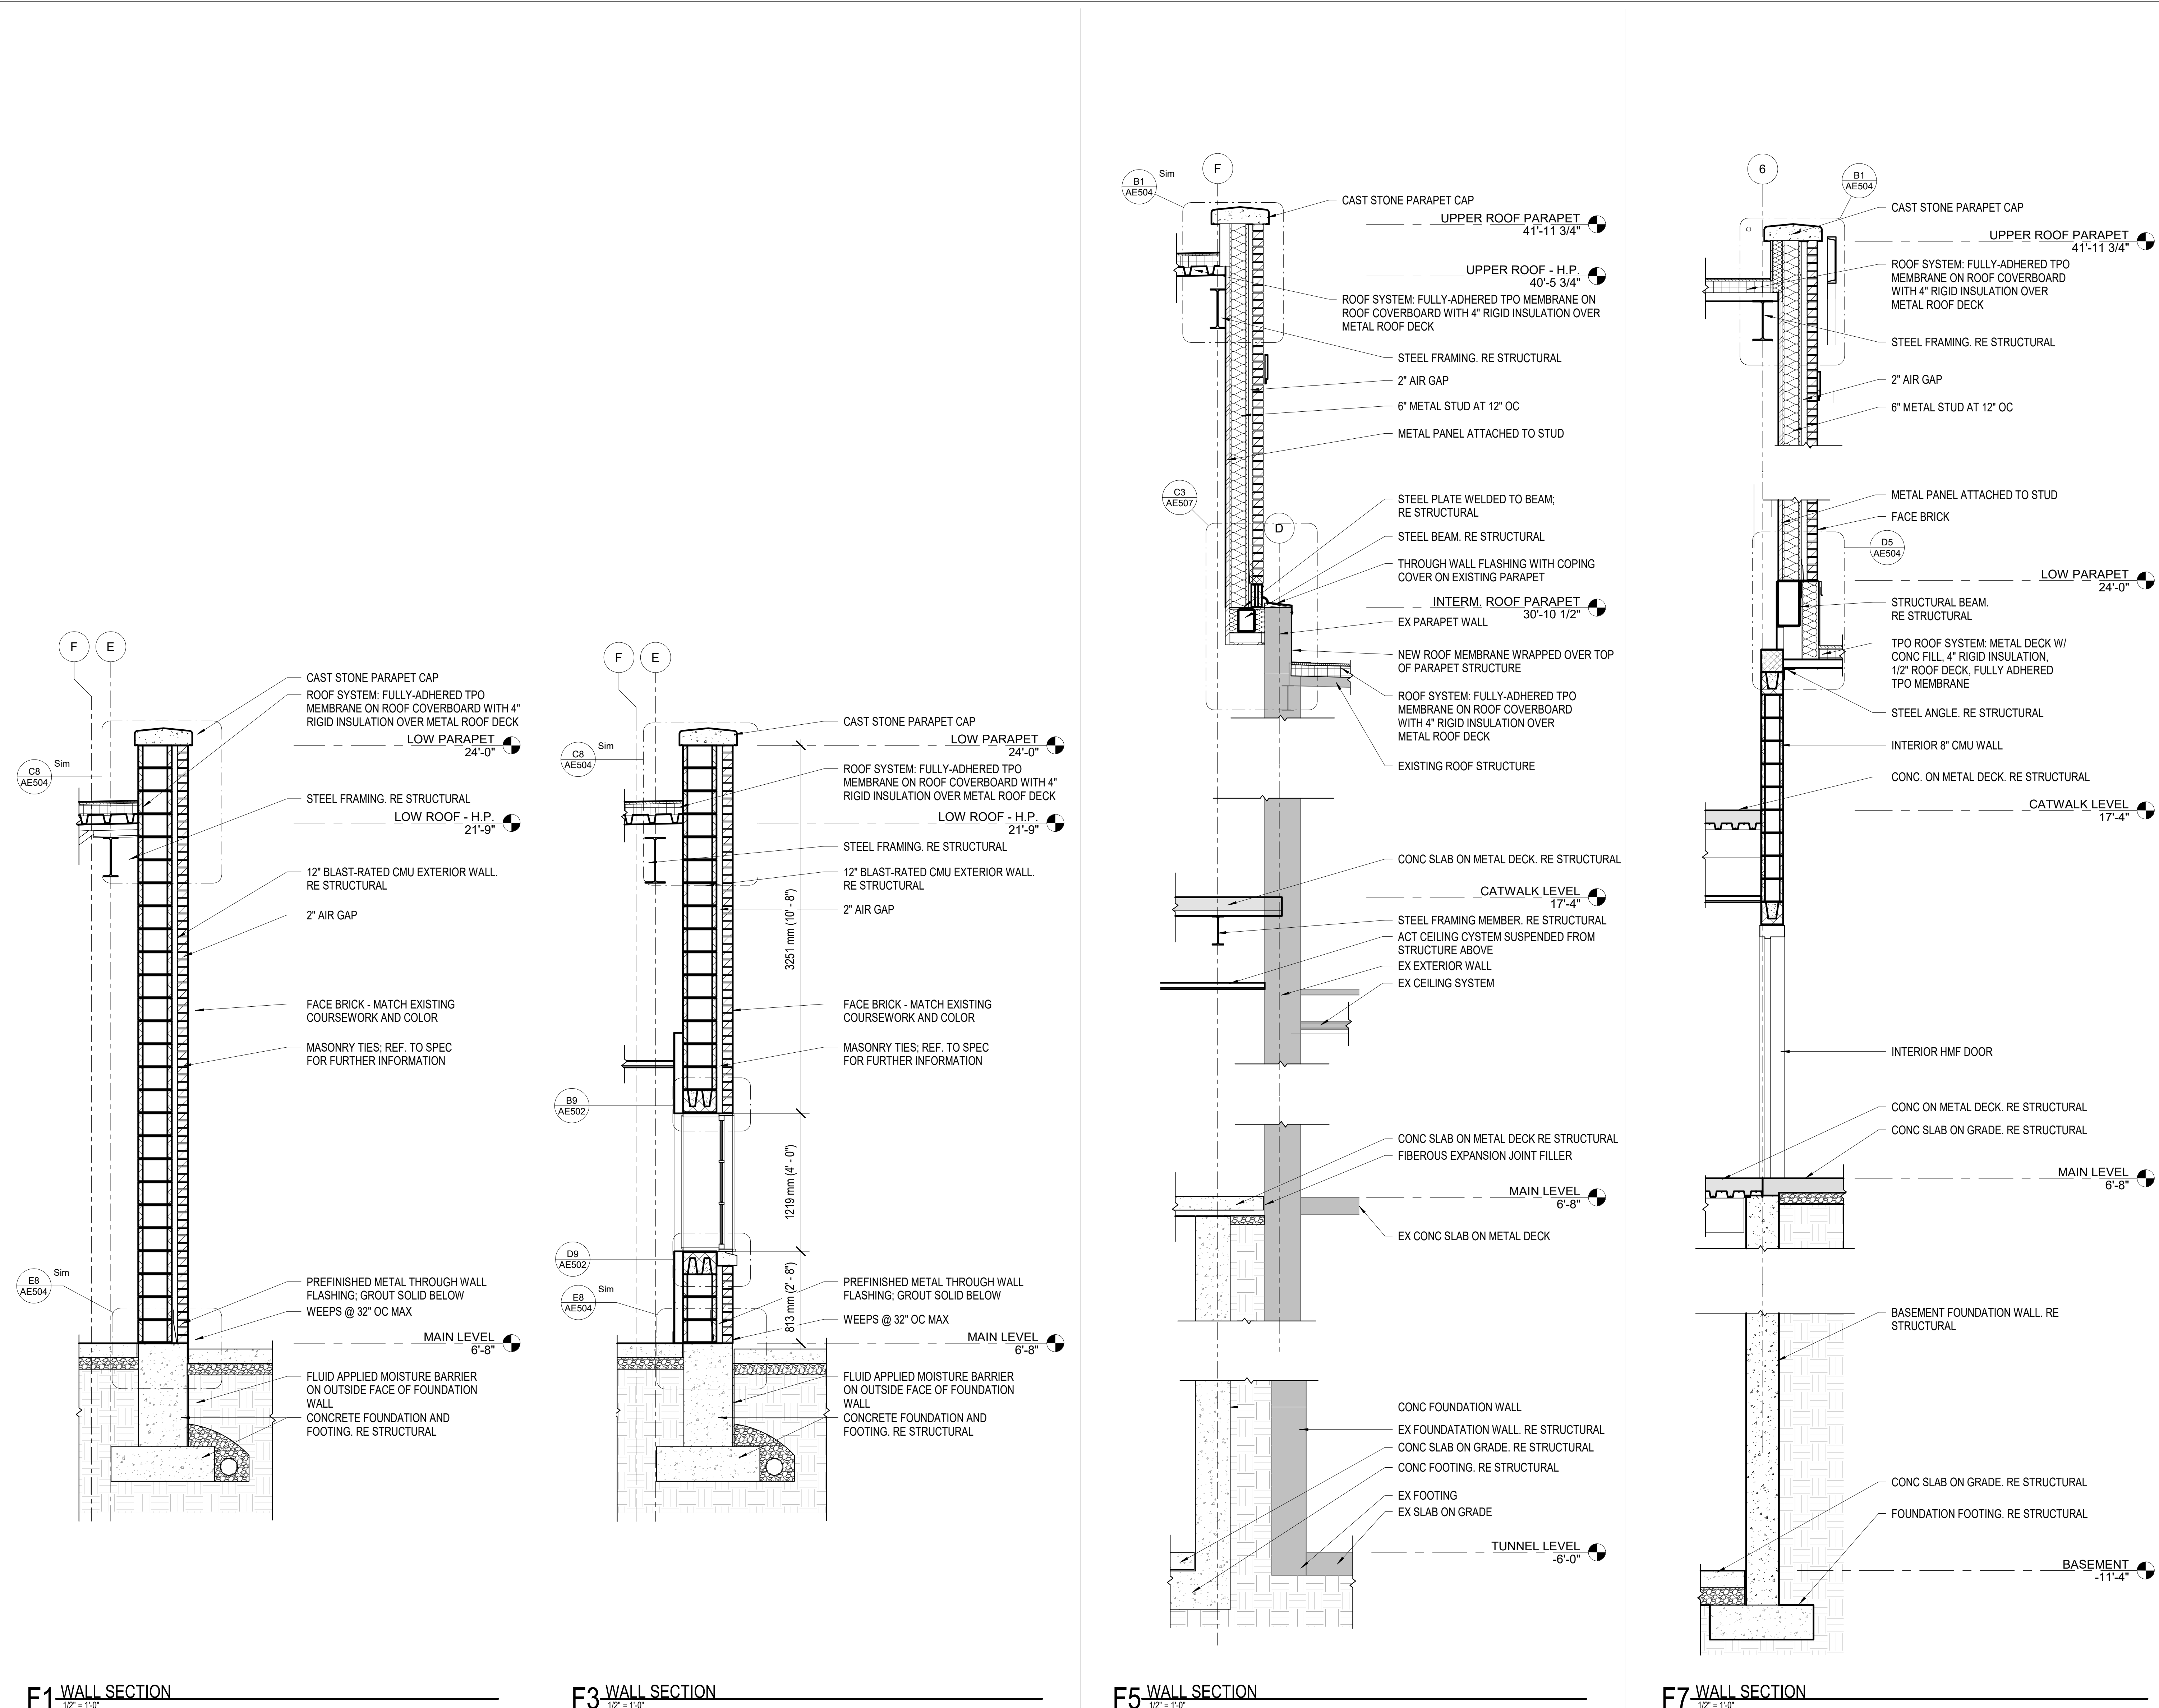 F
E
CAST STONE PARAPET CAP
ROOF SYSTEM: FULLY-ADHERED TPO
MEMBRANE ON ROOF COVERBOARD WITH 4"
RIGID INSULATION OVER METAL ROOF DECK
LOW PARAPET
24'-0"
C8
AE504
Sim
STEEL FRAMING. RE STRUCTURAL
LOW ROOF - H.P.
21'-9"
12" BLAST-RATED CMU EXTERIOR WALL.
RE STRUCTURAL
2" AIR GAP
FACE BRICK - MATCH EXISTING
COURSEWORK AND COLOR
MASONRY TIES; REF. TO SPEC
FOR FURTHER INFORMATION
E8
AE504
Sim
PREFINISHED METAL THROUGH WALL
FLASHING; GROUT SOLID BELOW
WEEPS @ 32" OC MAX
MAIN LEVEL
6'-8"
FLUID APPLIED MOISTURE BARRIER
ON OUTSIDE FACE OF FOUNDATION
WALL
CONCRETE FOUNDATION AND
FOOTING. RE STRUCTURAL
F1 WALL SECTION
1/2" = 1'-0"
F
E
CAST STONE PARAPET CAP
LOW PARAPET
24'-0"
C8
AE504
Sim
ROOF SYSTEM: FULLY-ADHERED TPO
MEMBRANE ON ROOF COVERBOARD WITH 4"
RIGID INSULATION OVER METAL ROOF DECK
LOW ROOF - H.P.
21'-9"
STEEL FRAMING. RE STRUCTURAL
12" BLAST-RATED CMU EXTERIOR WALL.
RE STRUCTURAL
2" AIR GAP
3251 mm (10' - 8")
FACE BRICK - MATCH EXISTING
COURSEWORK AND COLOR
MASONRY TIES; REF. TO SPEC
FOR FURTHER INFORMATION
B9
AE502
1219 mm (4' - 0")
D9
AE502
E8
AE504
Sim
813 mm (2' - 8")
PREFINISHED METAL THROUGH WALL
FLASHING; GROUT SOLID BELOW
WEEPS @ 32" OC MAX
MAIN LEVEL
6'-8"
FLUID APPLIED MOISTURE BARRIER
ON OUTSIDE FACE OF FOUNDATION
WALL
CONCRETE FOUNDATION AND
FOOTING. RE STRUCTURAL
F3 WALL SECTION
1/2" = 1'-0"
F
B1
AE504
Sim
CAST STONE PARAPET CAP
UPPER ROOF PARAPET
41'-11 3/4"
UPPER ROOF - H.P.
40'-5 3/4"
ROOF SYSTEM: FULLY-ADHERED TPO MEMBRANE ON
ROOF COVERBOARD WITH 4" RIGID INSULATION OVER
METAL ROOF DECK
STEEL FRAMING. RE STRUCTURAL
2" AIR GAP
6" METAL STUD AT 12" OC
METAL PANEL ATTACHED TO STUD
C3
AE507
D
STEEL PLATE WELDED TO BEAM;
RE STRUCTURAL
STEEL BEAM. RE STRUCTURAL
THROUGH WALL FLASHING WITH COPING
COVER ON EXISTING PARAPET
INTERM. ROOF PARAPET
30'-10 1/2"
EX PARAPET WALL
NEW ROOF MEMBRANE WRAPPED OVER TOP
OF PARAPET STRUCTURE
ROOF SYSTEM: FULLY-ADHERED TPO
MEMBRANE ON ROOF COVERBOARD
WITH 4" RIGID INSULATION OVER
METAL ROOF DECK
EXISTING ROOF STRUCTURE
CONC SLAB ON METAL DECK. RE STRUCTURAL
CATWALK LEVEL
17'-4"
STEEL FRAMING MEMBER. RE STRUCTURAL
ACT CEILING CYSTEM SUSPENDED FROM
STRUCTURE ABOVE
EX EXTERIOR WALL
EX CEILING SYSTEM
CONC SLAB ON METAL DECK RE STRUCTURAL
FIBEROUS EXPANSION JOINT FILLER
MAIN LEVEL
6'-8"
EX CONC SLAB ON METAL DECK
CONC FOUNDATION WALL
EX FOUNDATATION WALL. RE STRUCTURAL
CONC SLAB ON GRADE. RE STRUCTURAL
CONC FOOTING. RE STRUCTURAL
EX FOOTING
EX SLAB ON GRADE
TUNNEL LEVEL
-6'-0"
F5 WALL SECTION
1/2" = 1'-0"
6
B1
AE504
CAST STONE PARAPET CAP
UPPER ROOF PARAPET
41'-11 3/4"
ROOF SYSTEM: FULLY-ADHERED TPO
MEMBRANE ON ROOF COVERBOARD
WITH 4" RIGID INSULATION OVER
METAL ROOF DECK
STEEL FRAMING. RE STRUCTURAL
2" AIR GAP
6" METAL STUD AT 12" OC
METAL PANEL ATTACHED TO STUD
FACE BRICK
D5
AE504
LOW PARAPET
24'-0"
STRUCTURAL BEAM.
RE STRUCTURAL
TPO ROOF SYSTEM: METAL DECK W/
CONC FILL, 4" RIGID INSULATION,
1/2" ROOF DECK, FULLY ADHERED
TPO MEMBRANE
STEEL ANGLE. RE STRUCTURAL
INTERIOR 8" CMU WALL
CONC. ON METAL DECK. RE STRUCTURAL
CATWALK LEVEL
17'-4"
INTERIOR HMF DOOR
CONC ON METAL DECK. RE STRUCTURAL
CONC SLAB ON GRADE. RE STRUCTURAL
MAIN LEVEL
6'-8"
BASEMENT FOUNDATION WALL. RE
STRUCTURAL
CONC SLAB ON GRADE. RE STRUCTURAL
FOUNDATION FOOTING. RE STRUCTURAL
BASEMENT
-11'-4"
F7 WALL SECTION
1/2" = 1'-0"